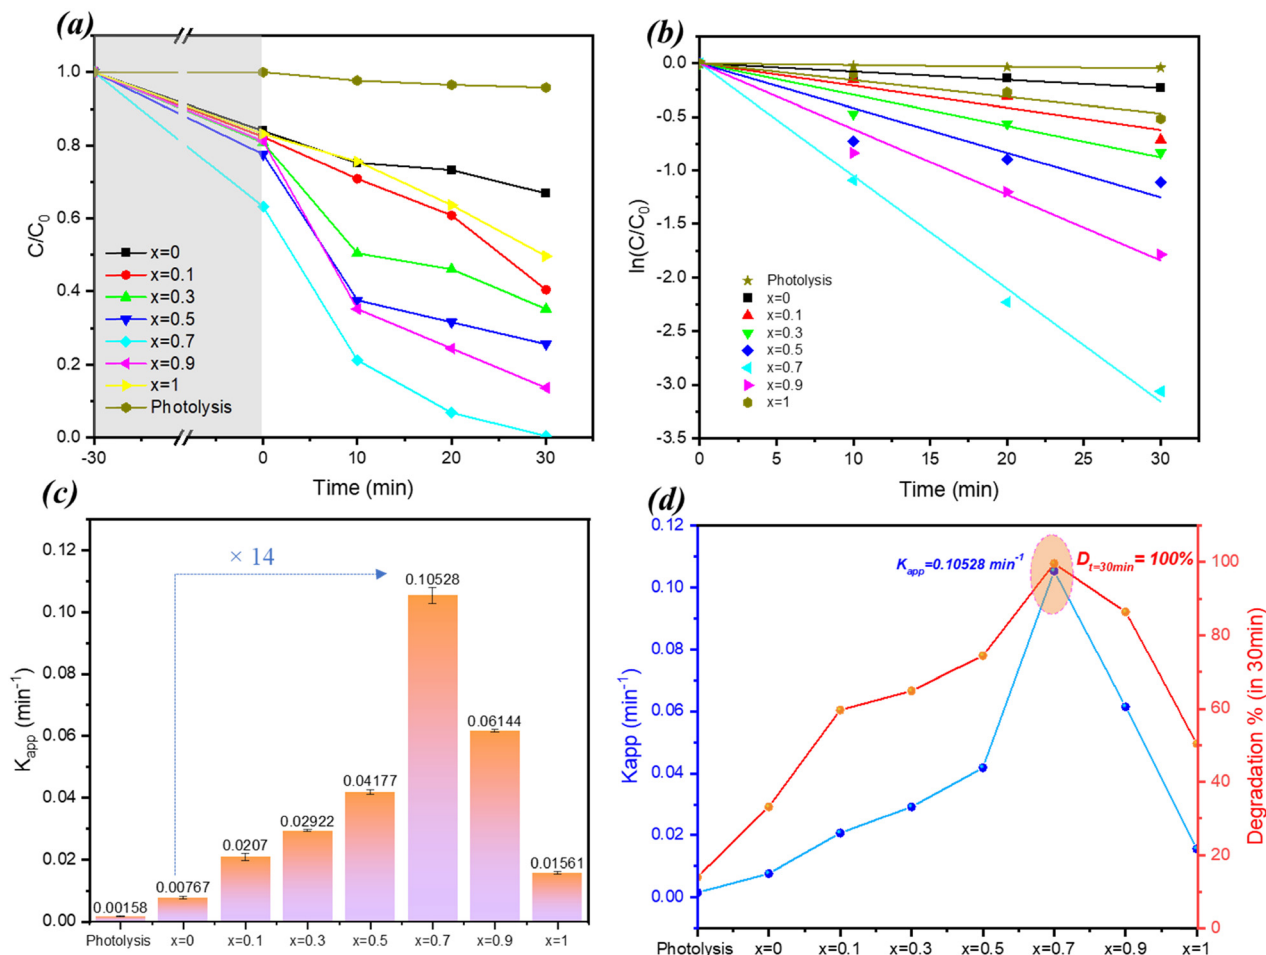 (a)
1.0
0.8
0.6
0.4
0.2
0.0
C/C0
x=0
x=0.1
x=0.3
x=0.5
x=0.7
x=0.9
x=1
Photolysis
-30
0
10
20
30
Time (min)
(b)
0.0
-0.5
-1.0
-1.5
-2.0
-2.5
-3.0
-3.5
ln(C/C0)
Photolysis
x=0
x=0.1
x=0.3
x=0.5
x=0.7
x=0.9
x=1
0
5
10
15
20
25
30
Time (min)
(c)
0.12
0.10
0.08
0.06
0.04
0.02
0.00
Kapp (min-1)
× 14
0.00158
0.00767
0.0207
0.02922
0.04177
0.10528
0.06144
0.01561
Photolysis
x=0
x=0.1
x=0.3
x=0.5
x=0.7
x=0.9
x=1
(d)
0.12
0.10
0.08
0.06
0.04
0.02
0.00
Kapp (min-1)
Kapp=0.10528 min-1
Dt=30min = 100%
100
80
60
40
20
0
Degradation % (in 30min)
Photolysis
x=0
x=0.1
x=0.3
x=0.5
x=0.7
x=0.9
x=1